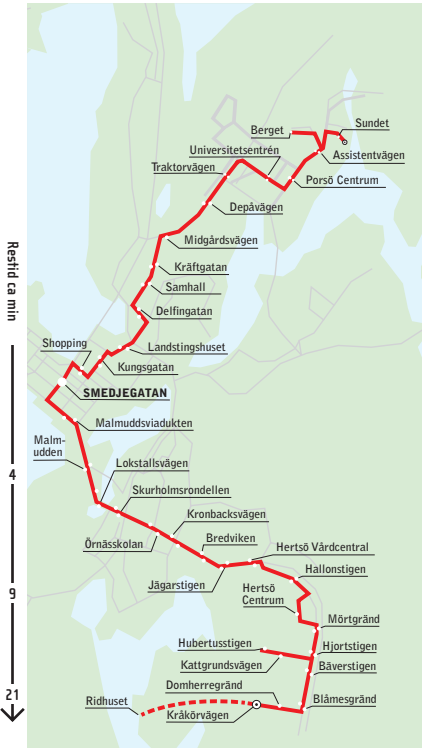 Sundet
Berget
Universitetsentrén
Assistentvägen
Traktorvägen
Porsö Centrum
Depåvägen
Midgårdsvägen
Kräftgatan
Samhall
Delfingatan
Restid ca min
Shopping
Landstingshuset
Kungsgatan
SMEDJEGATAN
Malmuddsviadukten
Malm-
udden
Lokstallsvägen
4
Skurholmsrondellen
Kronbacksvägen
Örnässkolan
Bredviken
Hertsö Vårdcentral
Hallonstigen
Jägarstigen
Hertsö
Centrum
9
Mörtgränd
Hubertusstigen
Hjortstigen
Kattgrundsvägen
Bäverstigen
Domherregränd
21
Ridhuset
Blåmesgränd
Kråkörvägen